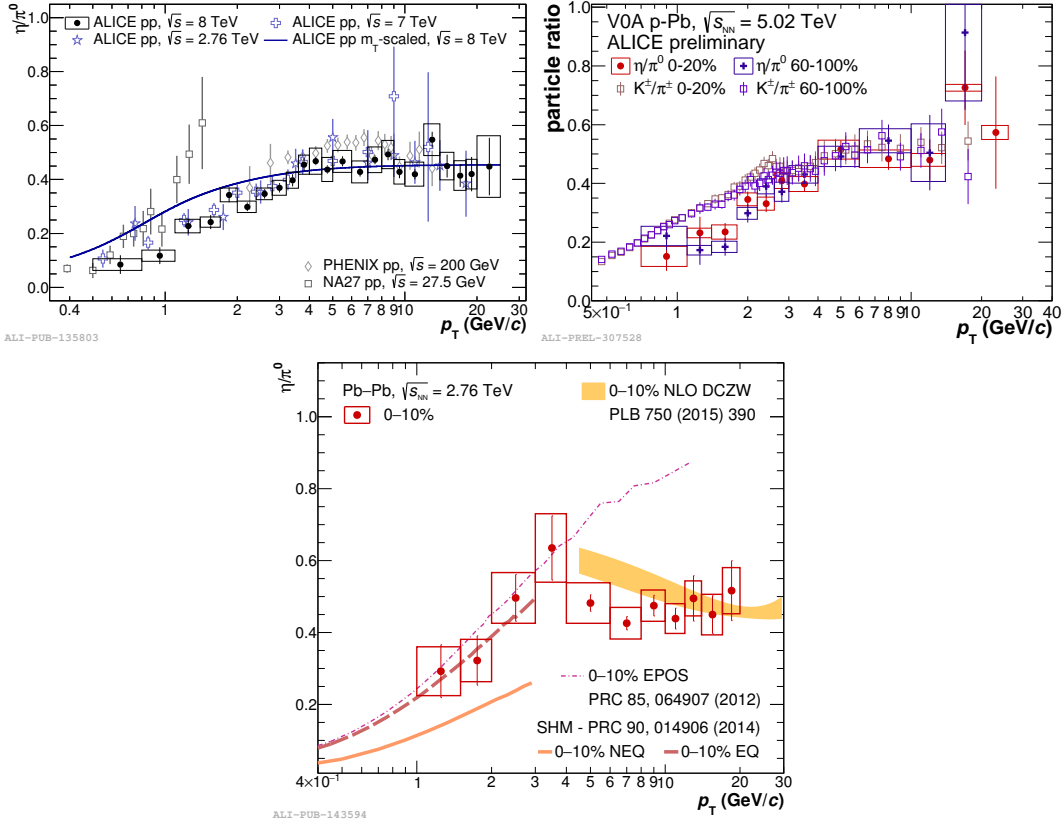 η/π⁰
1.0
0.8
0.6
0.4
0.2
0.0
ALICE pp, √s = 8 TeV
ALICE pp, √s = 7 TeV
ALICE pp, √s = 2.76 TeV
ALICE pp m_T-scaled, √s = 8 TeV
PHENIX pp, √s = 200 GeV
NA27 pp, √s = 27.5 GeV
0.4 1 2 3 4 5 6 7 8 9 10 20 30
p_T (GeV/c)
ALI-PUB-135803
particle ratio
1.0
0.8
0.6
0.4
0.2
0.0
V0A p-Pb, √s_NN = 5.02 TeV
ALICE preliminary
η/π⁰ 0-20%
η/π⁰ 60-100%
K±/π± 0-20%
K±/π± 60-100%
5×10⁻¹ 1 2 3 4 5 6 7 8 9 10 20 30 40
p_T (GeV/c)
ALI-PREL-307528
η/π⁰
1.0
0.8
0.6
0.4
0.2
Pb–Pb, √s_NN = 2.76 TeV
0–10%
0–10% NLO DCZW
PLB 750 (2015) 390
0–10% EPOS
PRC 85, 064907 (2012)
SHM - PRC 90, 014906 (2014)
0–10% NEQ
0–10% EQ
4×10⁻¹ 1 2 3 4 5 6 7 8 9 10 20 30
p_T (GeV/c)
ALI-PUB-143594